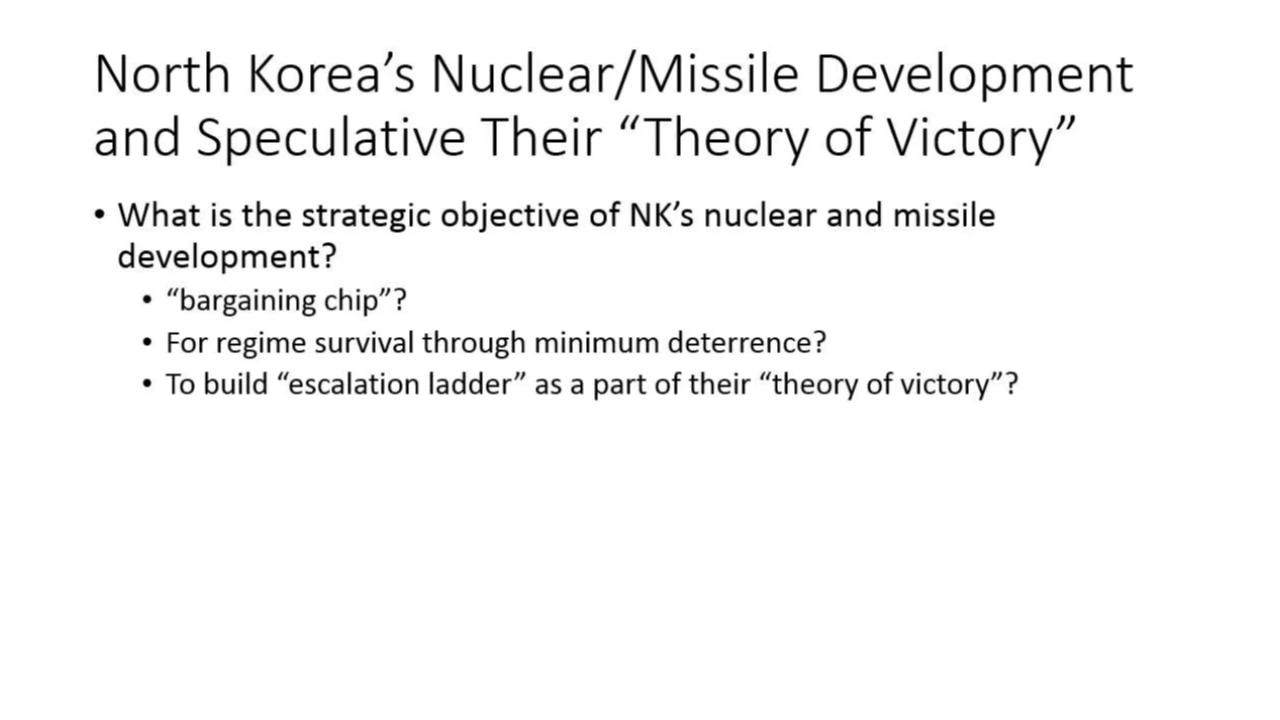 North Korea’s Nuclear/Missile Development
and Speculative Their “Theory of Victory”
• What is the strategic objective of NK’s nuclear and missile
development?
• “bargaining chip”?
• For regime survival through minimum deterrence?
• To build “escalation ladder” as a part of their “theory of victory”?